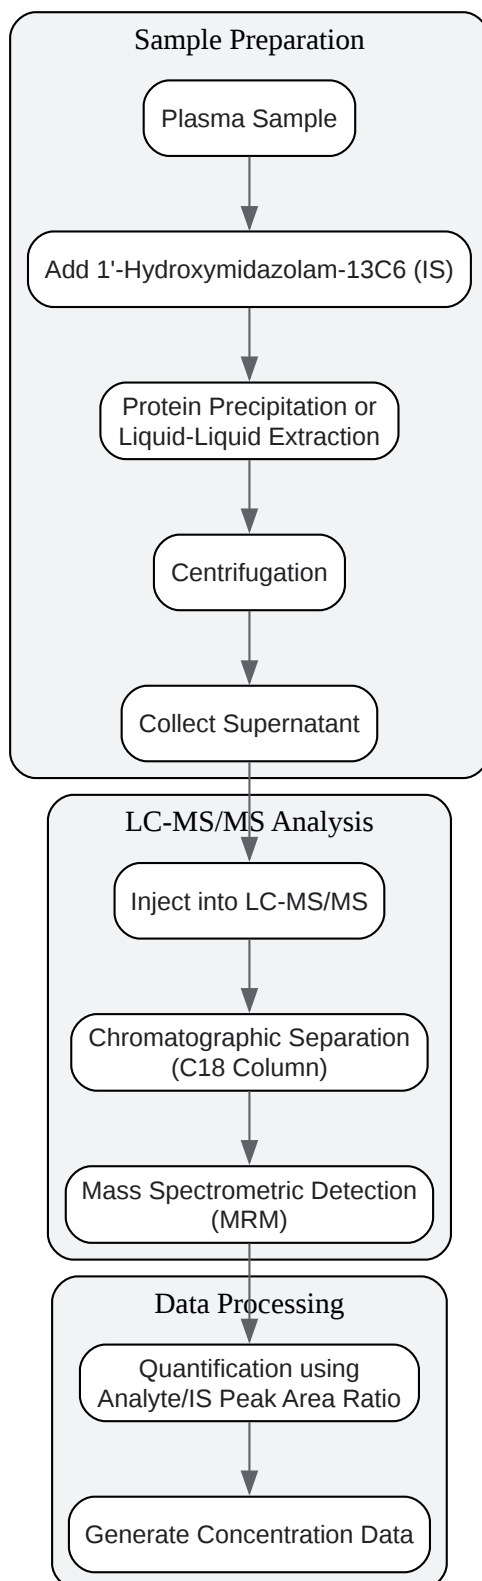 Sample Preparation
Plasma Sample
Add 1'-Hydroxymidazolam-13C6 (IS)
Protein Precipitation or
Liquid-Liquid Extraction
Centrifugation
Collect Supernatant
LC-MS/MS Analysis
Inject into LC-MS/MS
Chromatographic Separation
(C18 Column)
Mass Spectrometric Detection
(MRM)
Data Processing
Quantification using
Analyte/IS Peak Area Ratio
Generate Concentration Data